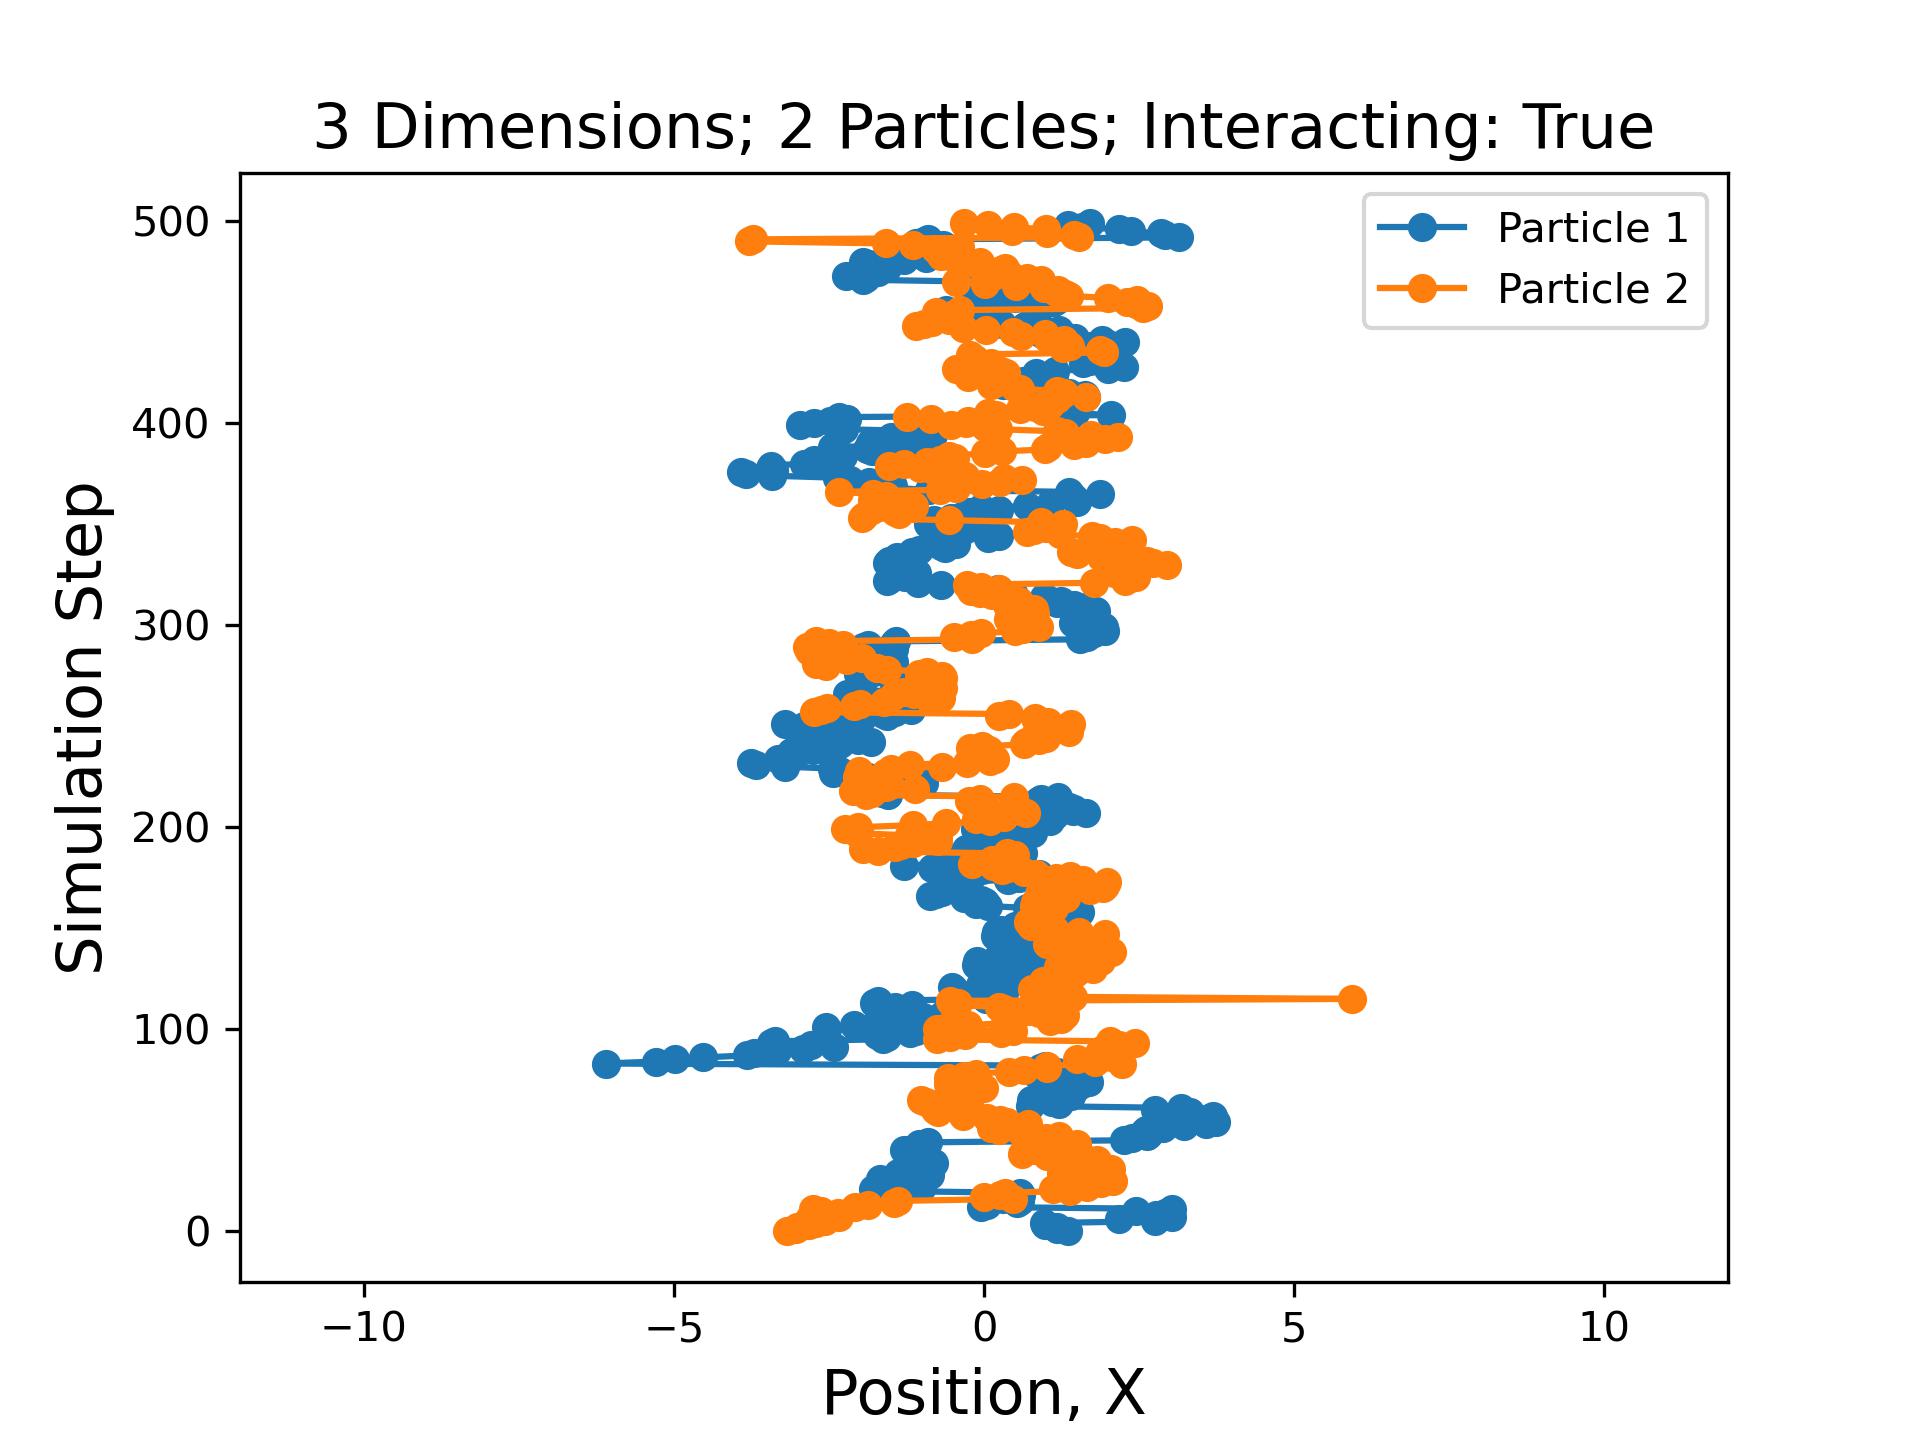 3 Dimensions; 2 Particles; Interacting: True
Particle 1
Particle 2
Simulation Step
500
400
300
200
100
0
−10 −5 0 5 10
Position, X